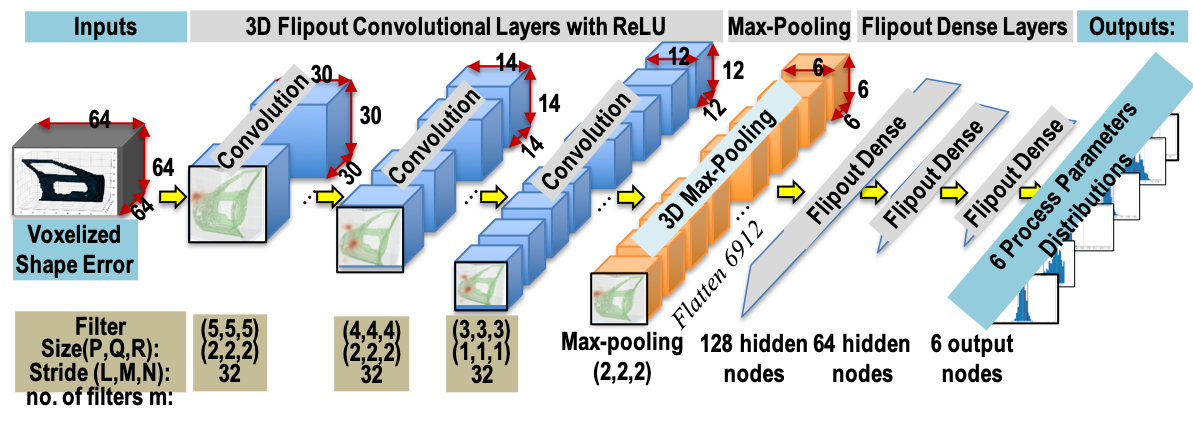 Inputs
3D Flipout Convolutional Layers with ReLU
Max-Pooling
Flipout Dense Layers
Outputs:
64
64
64
Voxelized
Shape Error
Convolution
30
30
30
...
Convolution
14
14
14
...
Convolution
12
12
12
...
3D Max-Pooling
6
6
6
...
Flatten 6912
Flipout Dense
Flipout Dense
Flipout Dense
6 Process Parameters
Distributions
Filter
Size(P,Q,R):
Stride (L,M,N):
no. of filters m:
(5,5,5)
(2,2,2)
32
(4,4,4)
(2,2,2)
32
(3,3,3)
(1,1,1)
32
Max-pooling
(2,2,2)
128 hidden
nodes
64 hidden
nodes
6 output
nodes